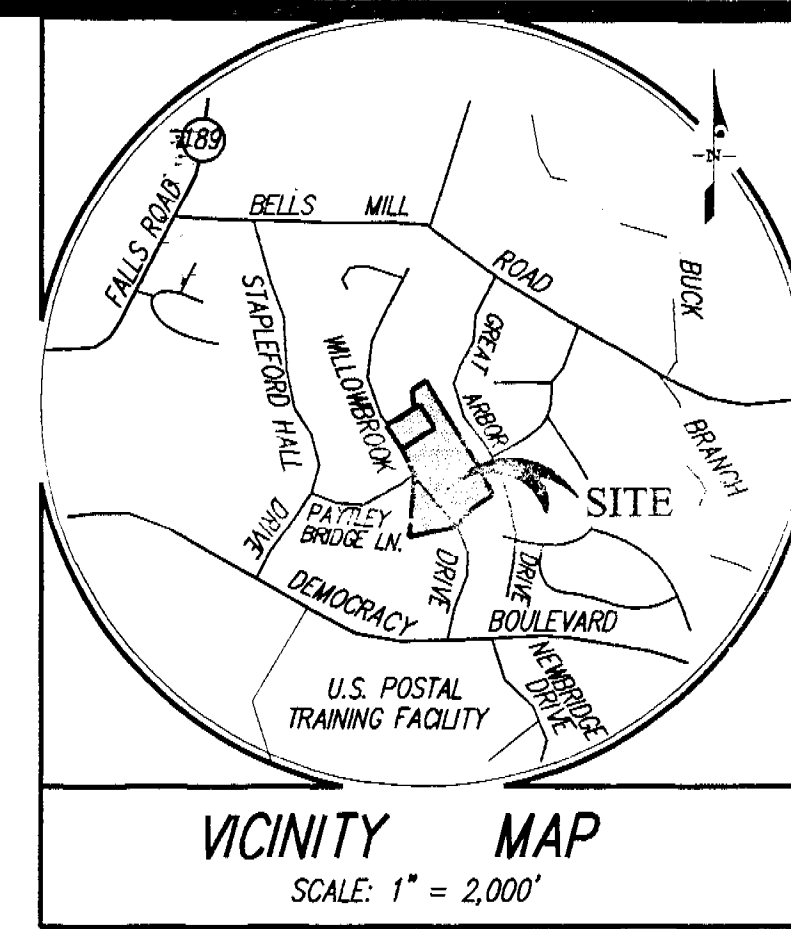 189
FALLS ROAD
BELLS MILL
ROAD
BUCK
BRANCH
STAPLEFORD HALL
DRIVE
WILLOWBROOK
DRIVE
GREAT
ARBOR
DRIVE
N
SITE
PATTLEY
BRIDGE LN.
DEMOCRACY
BOULEVARD
NEWBRIDGE
DRIVE
U.S. POSTAL
TRAINING FACILITY
VICINITY MAP
SCALE: 1" = 2,000'